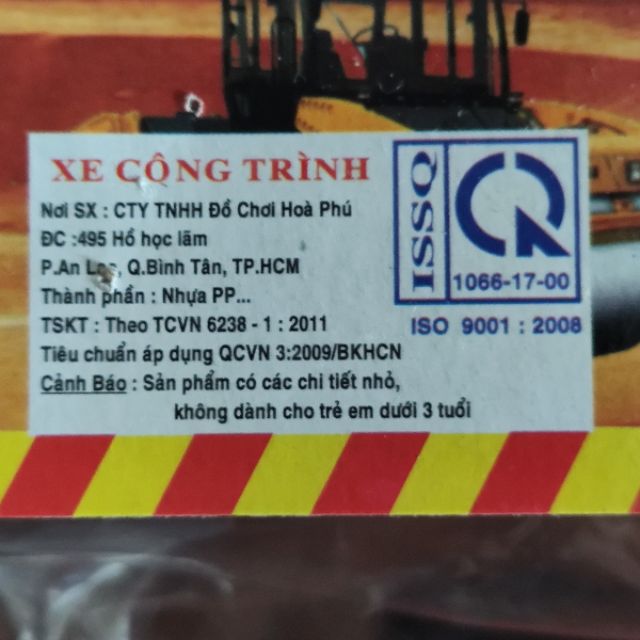 XE CÔNG TRÌNH
Nơi SX : CTY TNHH Đồ Chơi Hoà Phú
ĐC :495 Hồ học lãm
P.An Q.Bình Tân, TP.HCM
Thành phần : Nhựa PP...
TSKT : Theo TCVN 6238 - 1 : 2011
Tiêu chuẩn áp dụng QCVN 3:2009/BKHCN
Cảnh Báo : Sản phẩm có các chi tiết nhỏ,
không dành cho trẻ em dưới 3 tuổi
ISSQ
1066-17-00
ISO 9001 : 2008